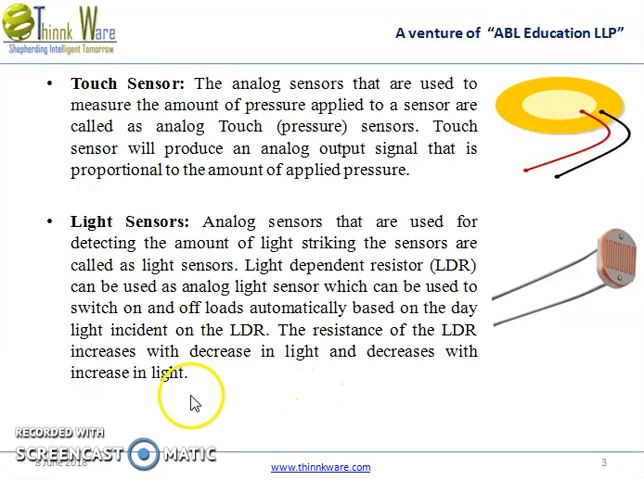 Thinnk Ware
Shepherding Intelligent Tomorrow
A venture of "ABL Education LLP"
• Touch Sensor: The analog sensors that are used to
measure the amount of pressure applied to a sensor are
called as analog Touch (pressure) sensors. Touch
sensor will produce an analog output signal that is
proportional to the amount of applied pressure.
• Light Sensors: Analog sensors that are used for
detecting the amount of light striking the sensors are
called as light sensors. Light dependent resistor (LDR)
can be used as analog light sensor which can be used to
switch on and off loads automatically based on the day
light incident on the LDR. The resistance of the LDR
increases with decrease in light and decreases with
increase in light.
RECORDED WITH
SCREENCAST MATIC
8 June 2018
www.thinnkware.com
3